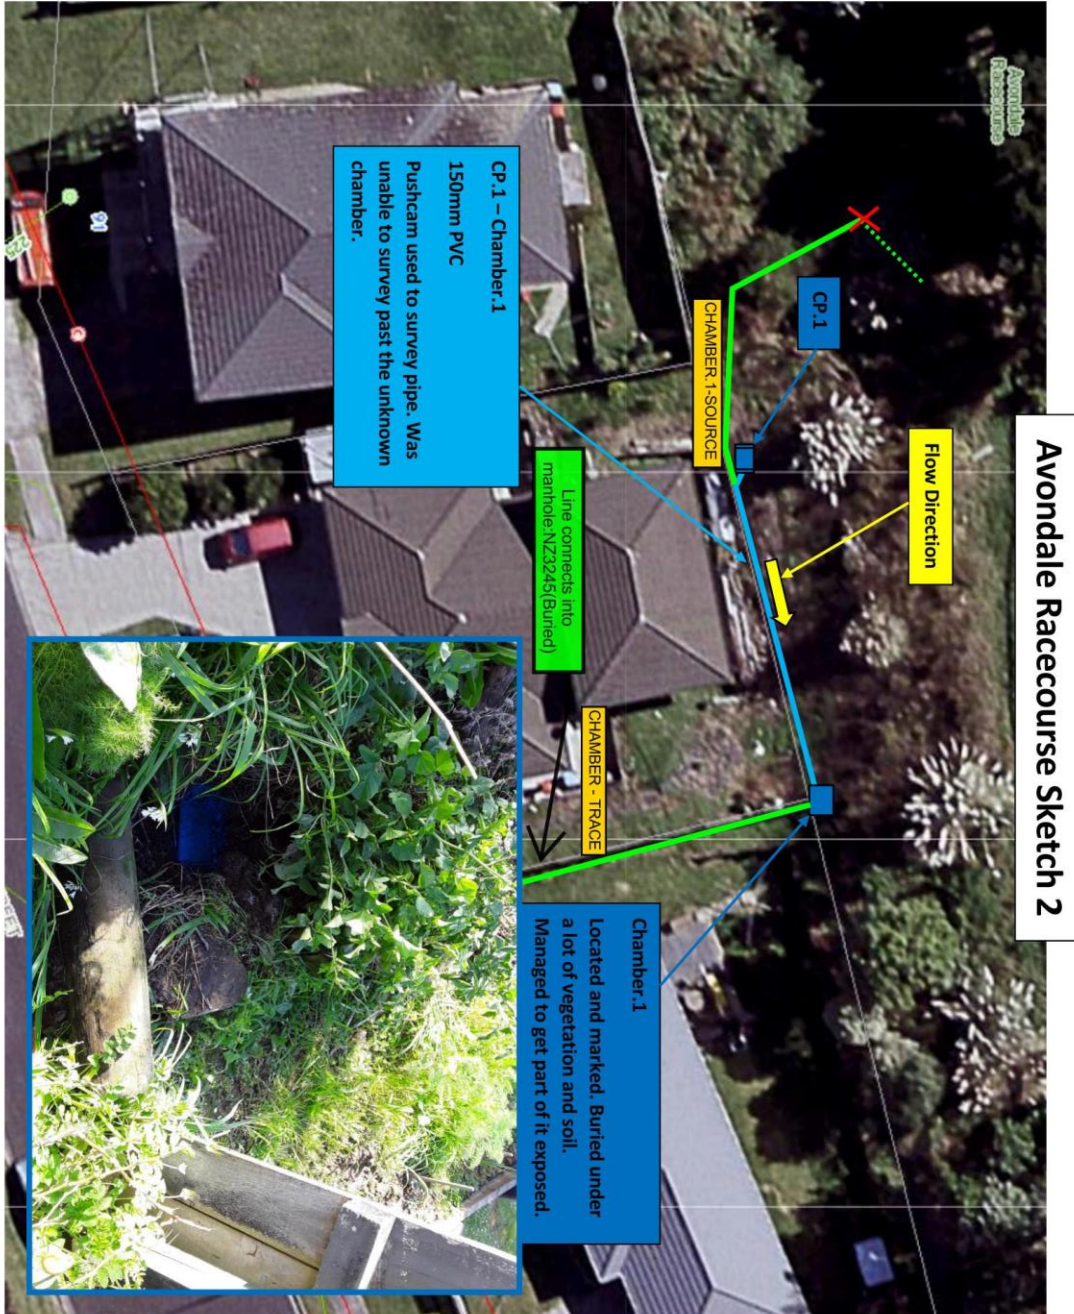 Avondale Racecourse Sketch 2
Avondale
Racecourse
Flow Direction
CP.1
CHAMBER.1-SOURCE
CP.1 – Chamber.1
150mm PVC
Pushcam used to survey pipe. Was
unable to survey past the unknown
chamber.
Line connects into
manhole:NZ3245(Buried)
CHAMBER - TRACE
Chamber.1
Located and marked. Buried under
a lot of vegetation and soil.
Managed to get part of it exposed.
91
225